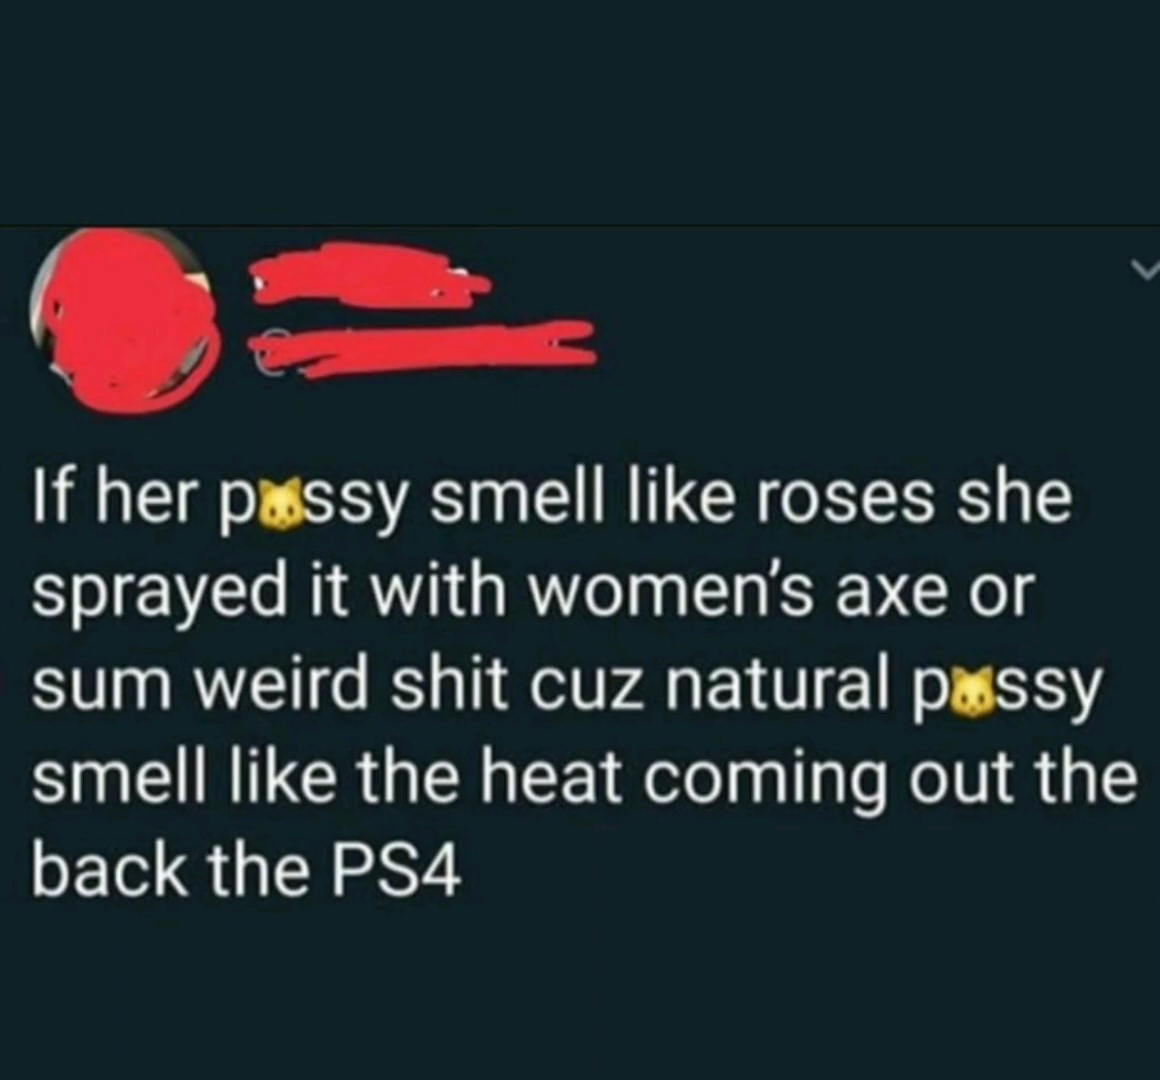 If her p🐱ssy smell like roses she
sprayed it with women's axe or
sum weird shit cuz natural p🐱ssy
smell like the heat coming out the
back the PS4